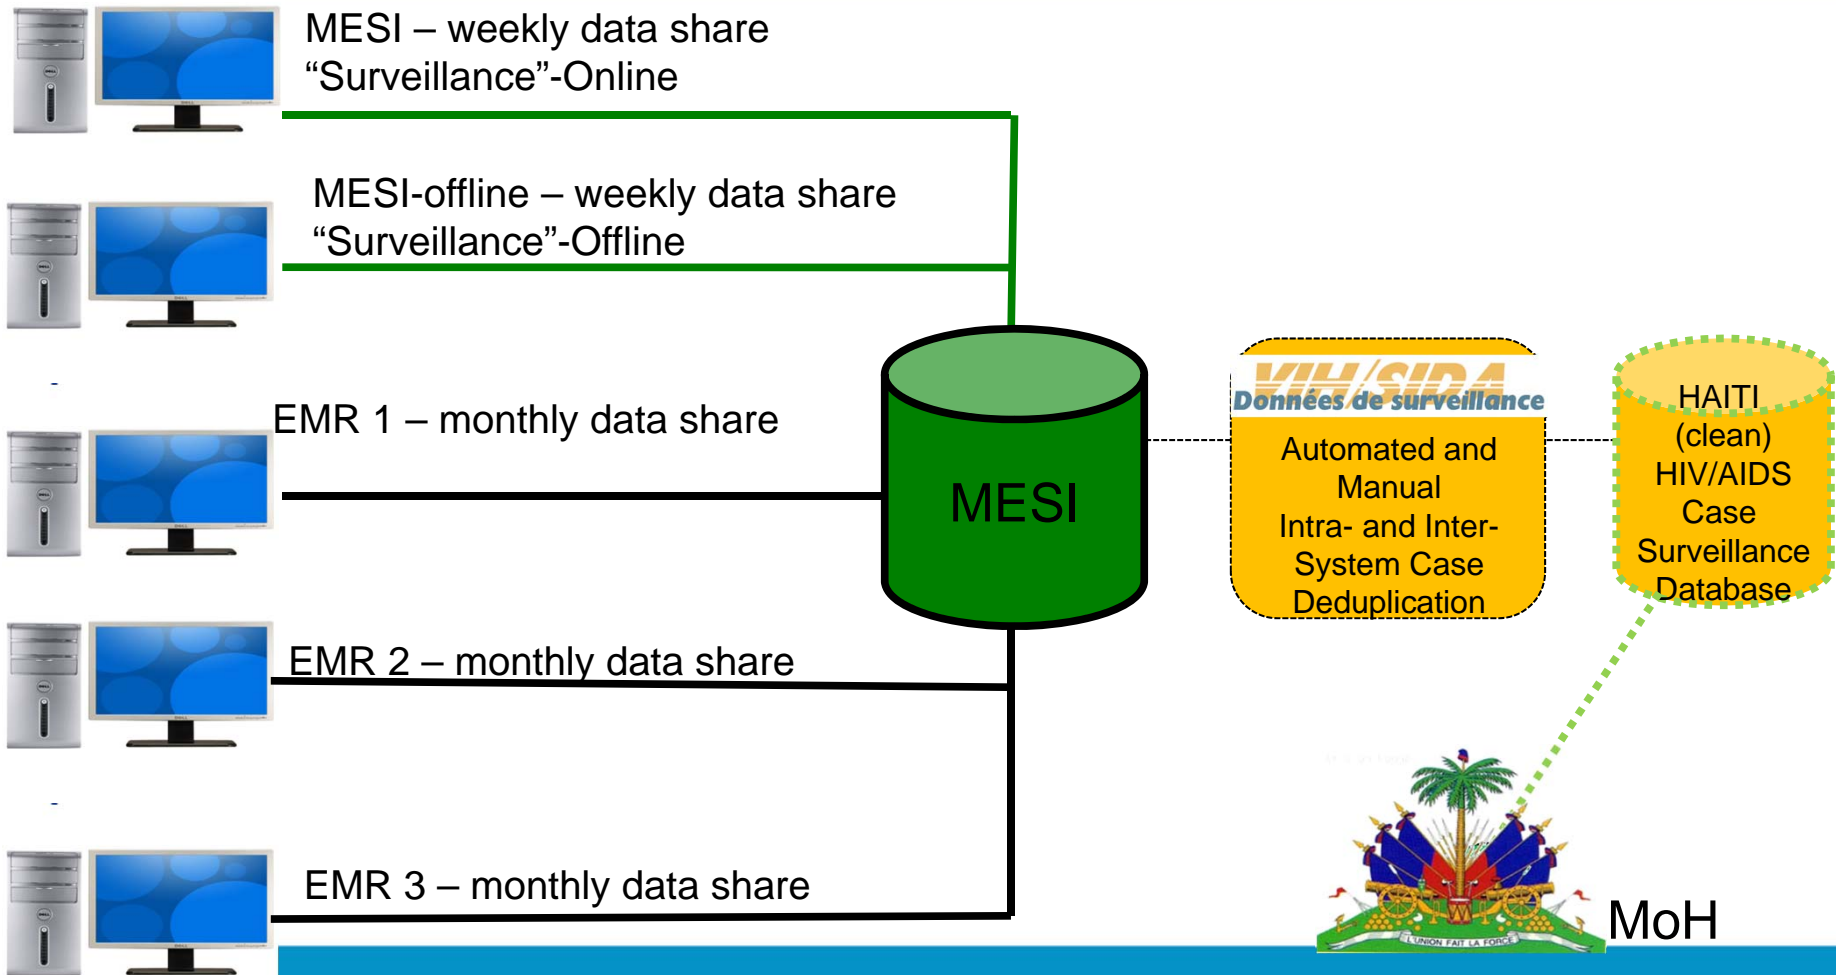 MESI – weekly data share
“Surveillance”-Online
MESI-offline – weekly data share
“Surveillance”-Offline
EMR 1 – monthly data share
EMR 2 – monthly data share
EMR 3 – monthly data share
MESI
VIH/SIDA
Données de surveillance
Automated and
Manual
Intra- and Inter-
System Case
Deduplication
HAITI
(clean)
HIV/AIDS
Case
Surveillance
Database
L'UNION FAIT LA FORCE
MoH